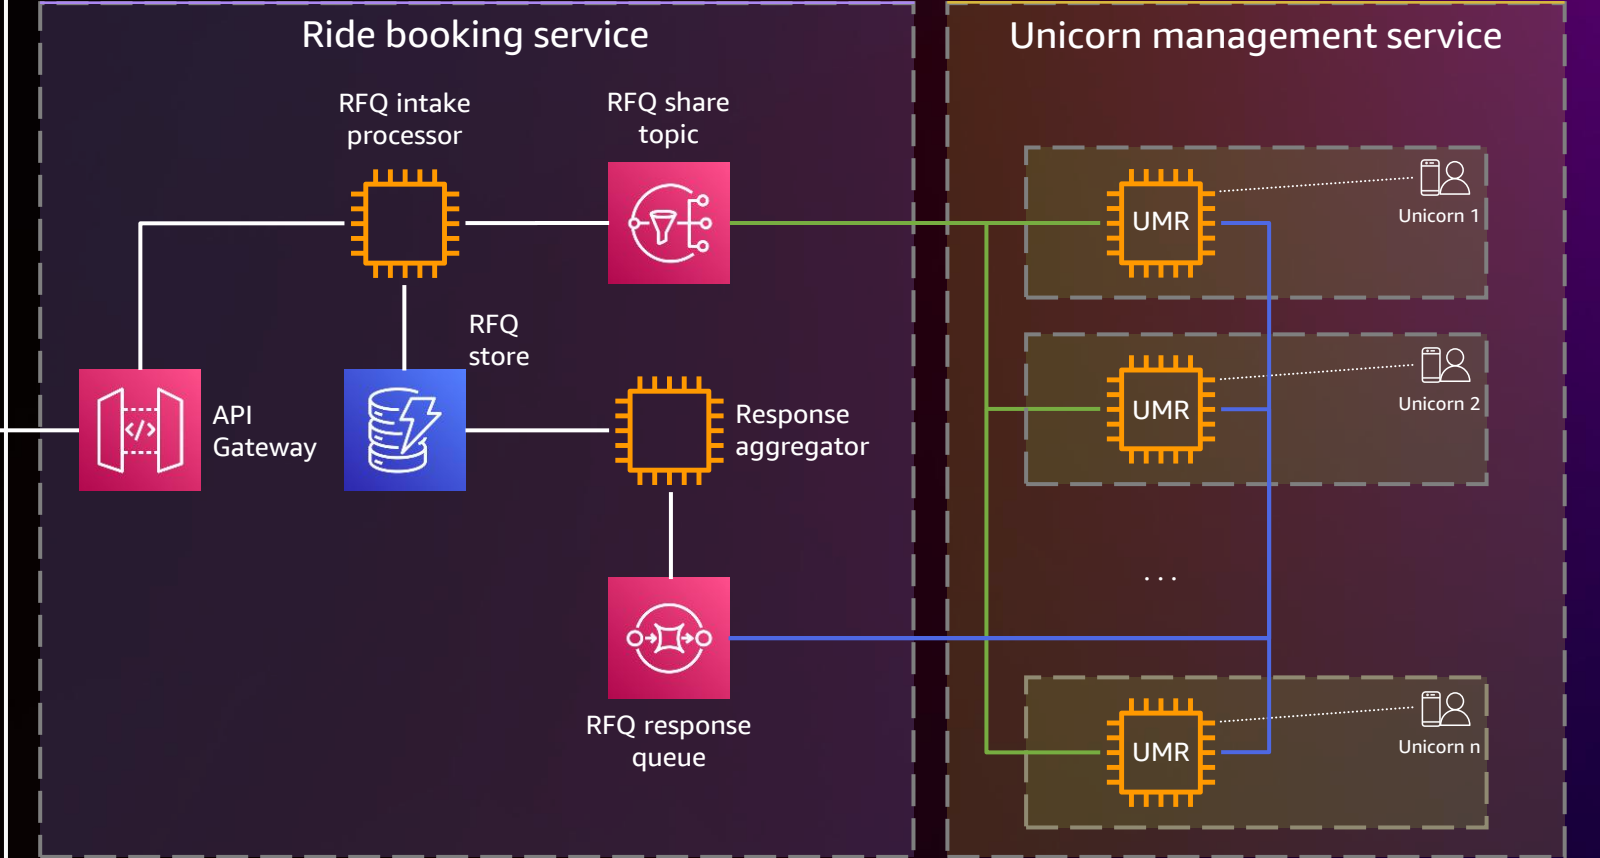 Ride booking service
Unicorn management service
RFQ intake
processor
RFQ share
topic
UMR
Unicorn 1
RFQ
store
API
Gateway
</>
Response
aggregator
UMR
Unicorn 2
...
RFQ response
queue
UMR
Unicorn n